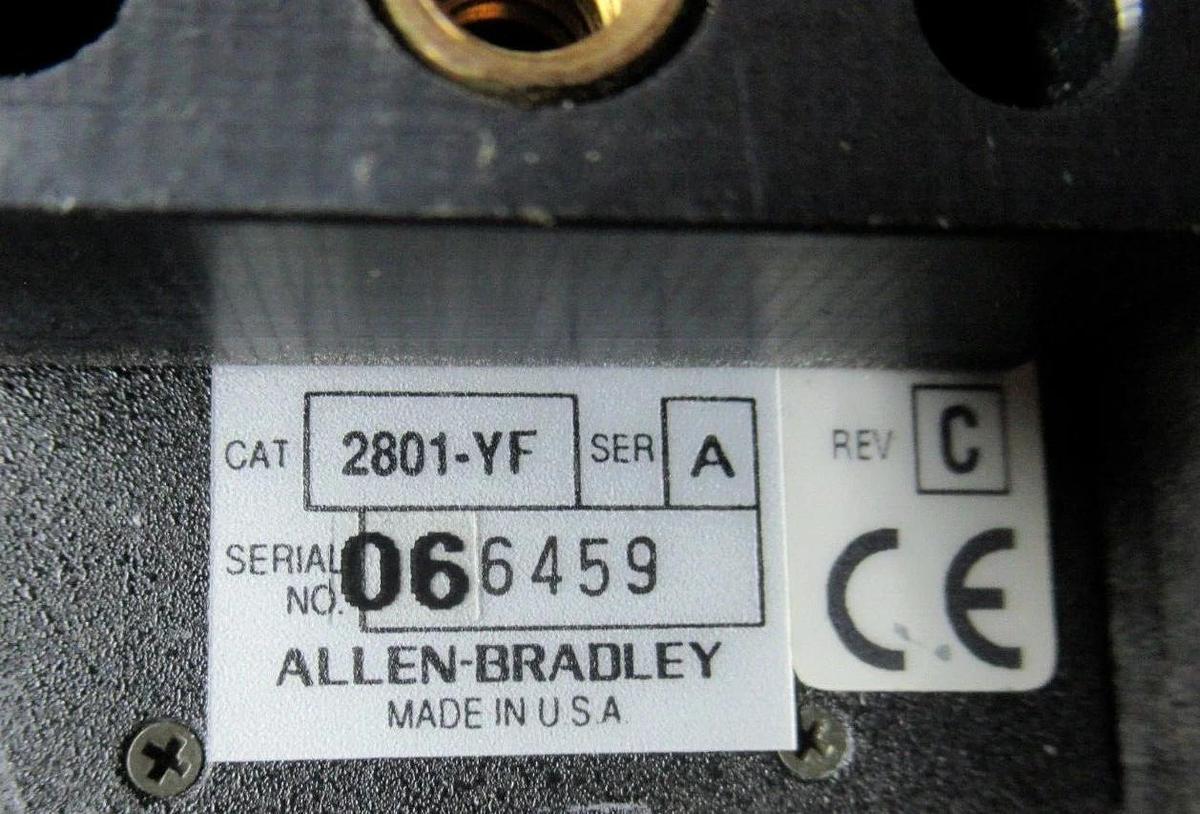 CAT 2801-YF SER A REV C
SERIAL
NO. 066459
CE
ALLEN-BRADLEY
MADE IN U.S.A